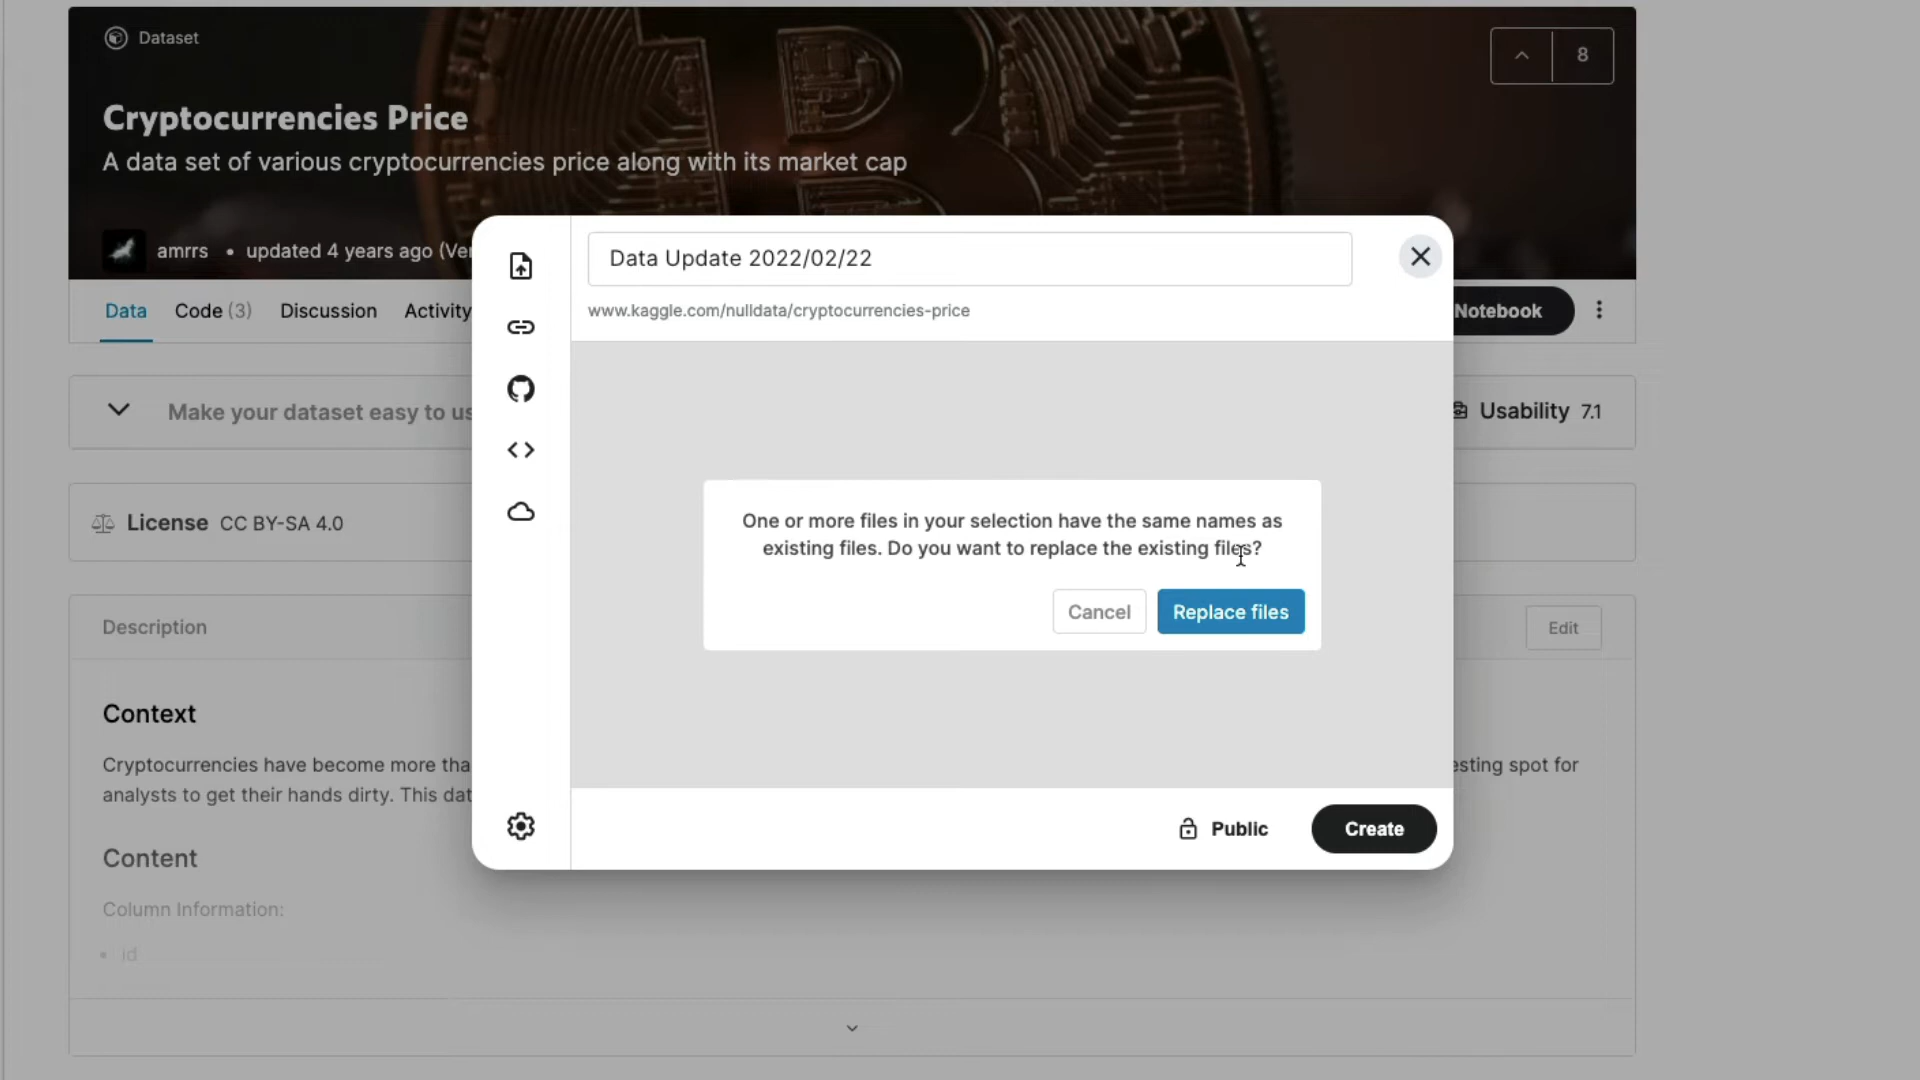 Dataset
8
Cryptocurrencies Price
A data set of various cryptocurrencies price along with its market cap
amrrs • updated 4 years ago (Ver
Data Code (3) Discussion Activity
Notebook
Make your dataset easy to us
Usability 7.1
License CC BY-SA 4.0
Description
Edit
Context
Cryptocurrencies have become more tha
esting spot for
analysts to get their hands dirty. This dat
Content
Column Information:
• id
Data Update 2022/02/22
www.kaggle.com/nulldata/cryptocurrencies-price
One or more files in your selection have the same names as
existing files. Do you want to replace the existing files?
Cancel Replace files
Public Create